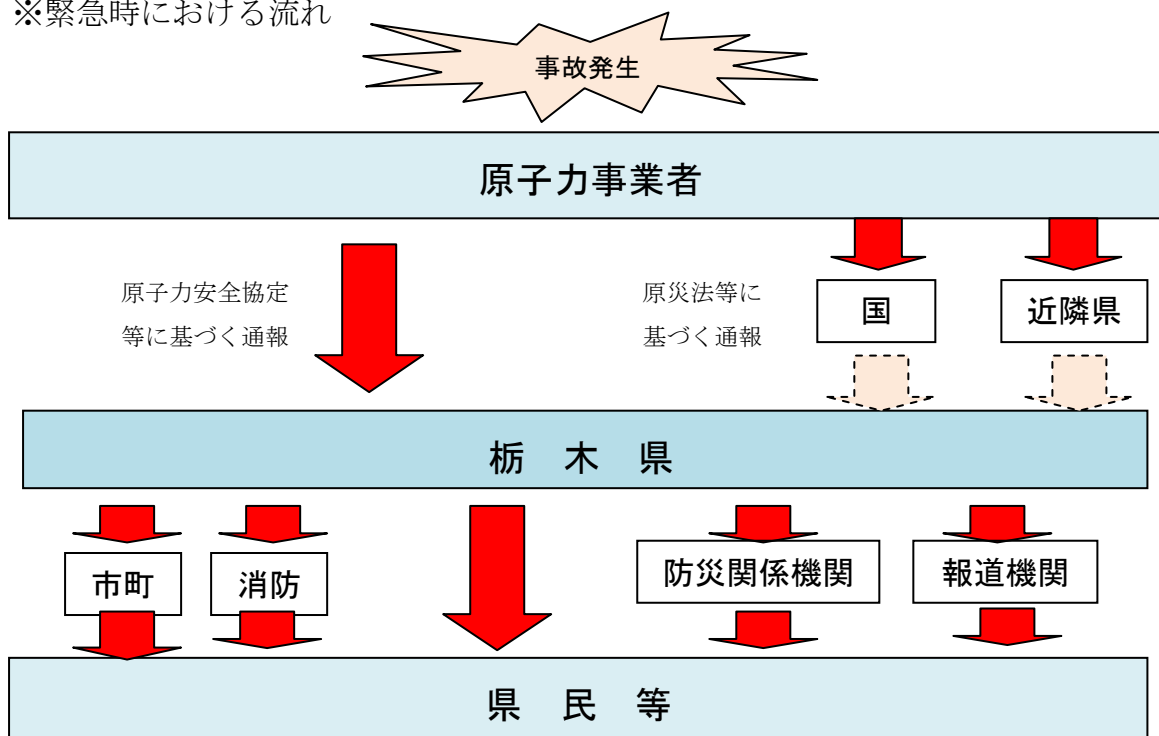 ※緊急時における流れ
事故発生
原子力事業者
原子力安全協定
等に基づく通報
原災法等に
基づく通報
国
近隣県
栃 木 県
市町
消防
防災関係機関
報道機関
県 民 等